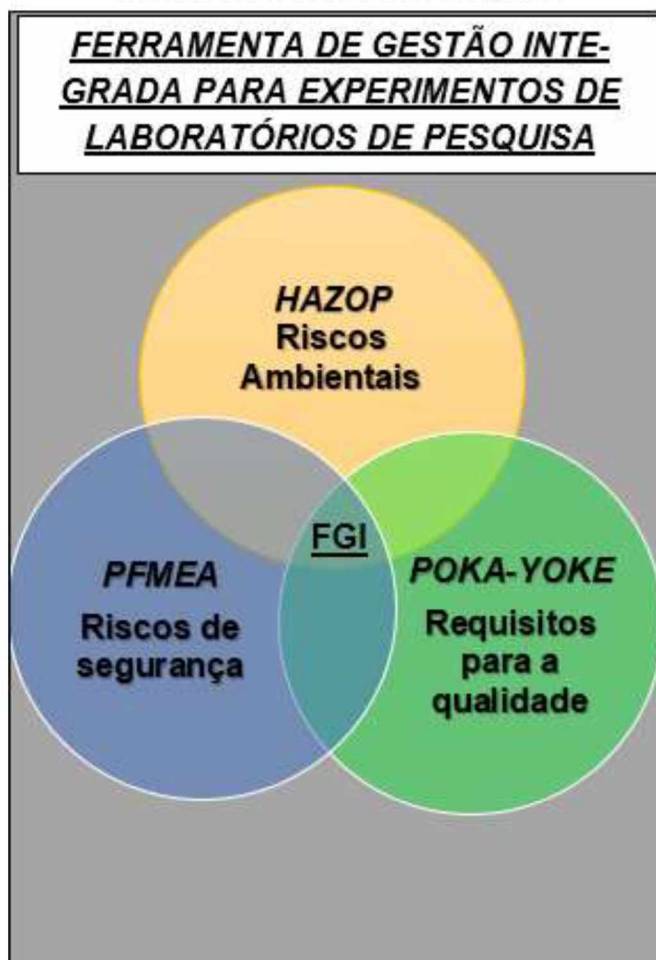 FERRAMENTA DE GESTÃO INTE-
GRADA PARA EXPERIMENTOS DE
LABORATÓRIOS DE PESQUISA
HAZOP
Riscos
Ambientais
FGI
PFMEA
Riscos de
segurança
POKA-YOKE
Requisitos
para a
qualidade